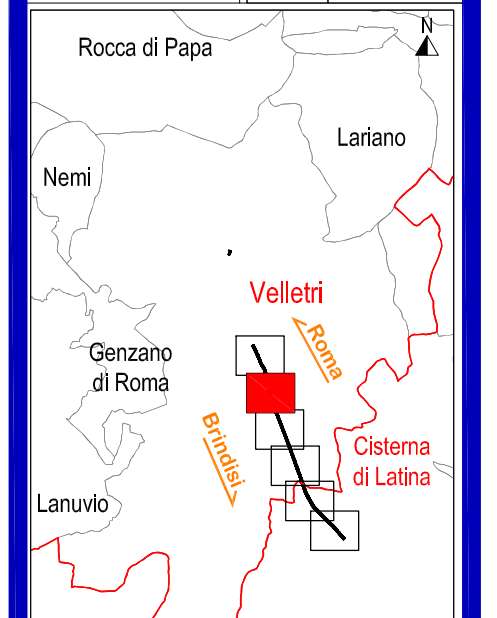 N
Rocca di Papa
Lariano
Nemi
Velletri
Roma
Genzano
di Roma
Brindisi
Cisterna
di Latina
Lanuvio